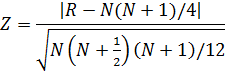 Z = |R − N(N + 1)/4| / √(N(N + 1/2)(N + 1)/12)